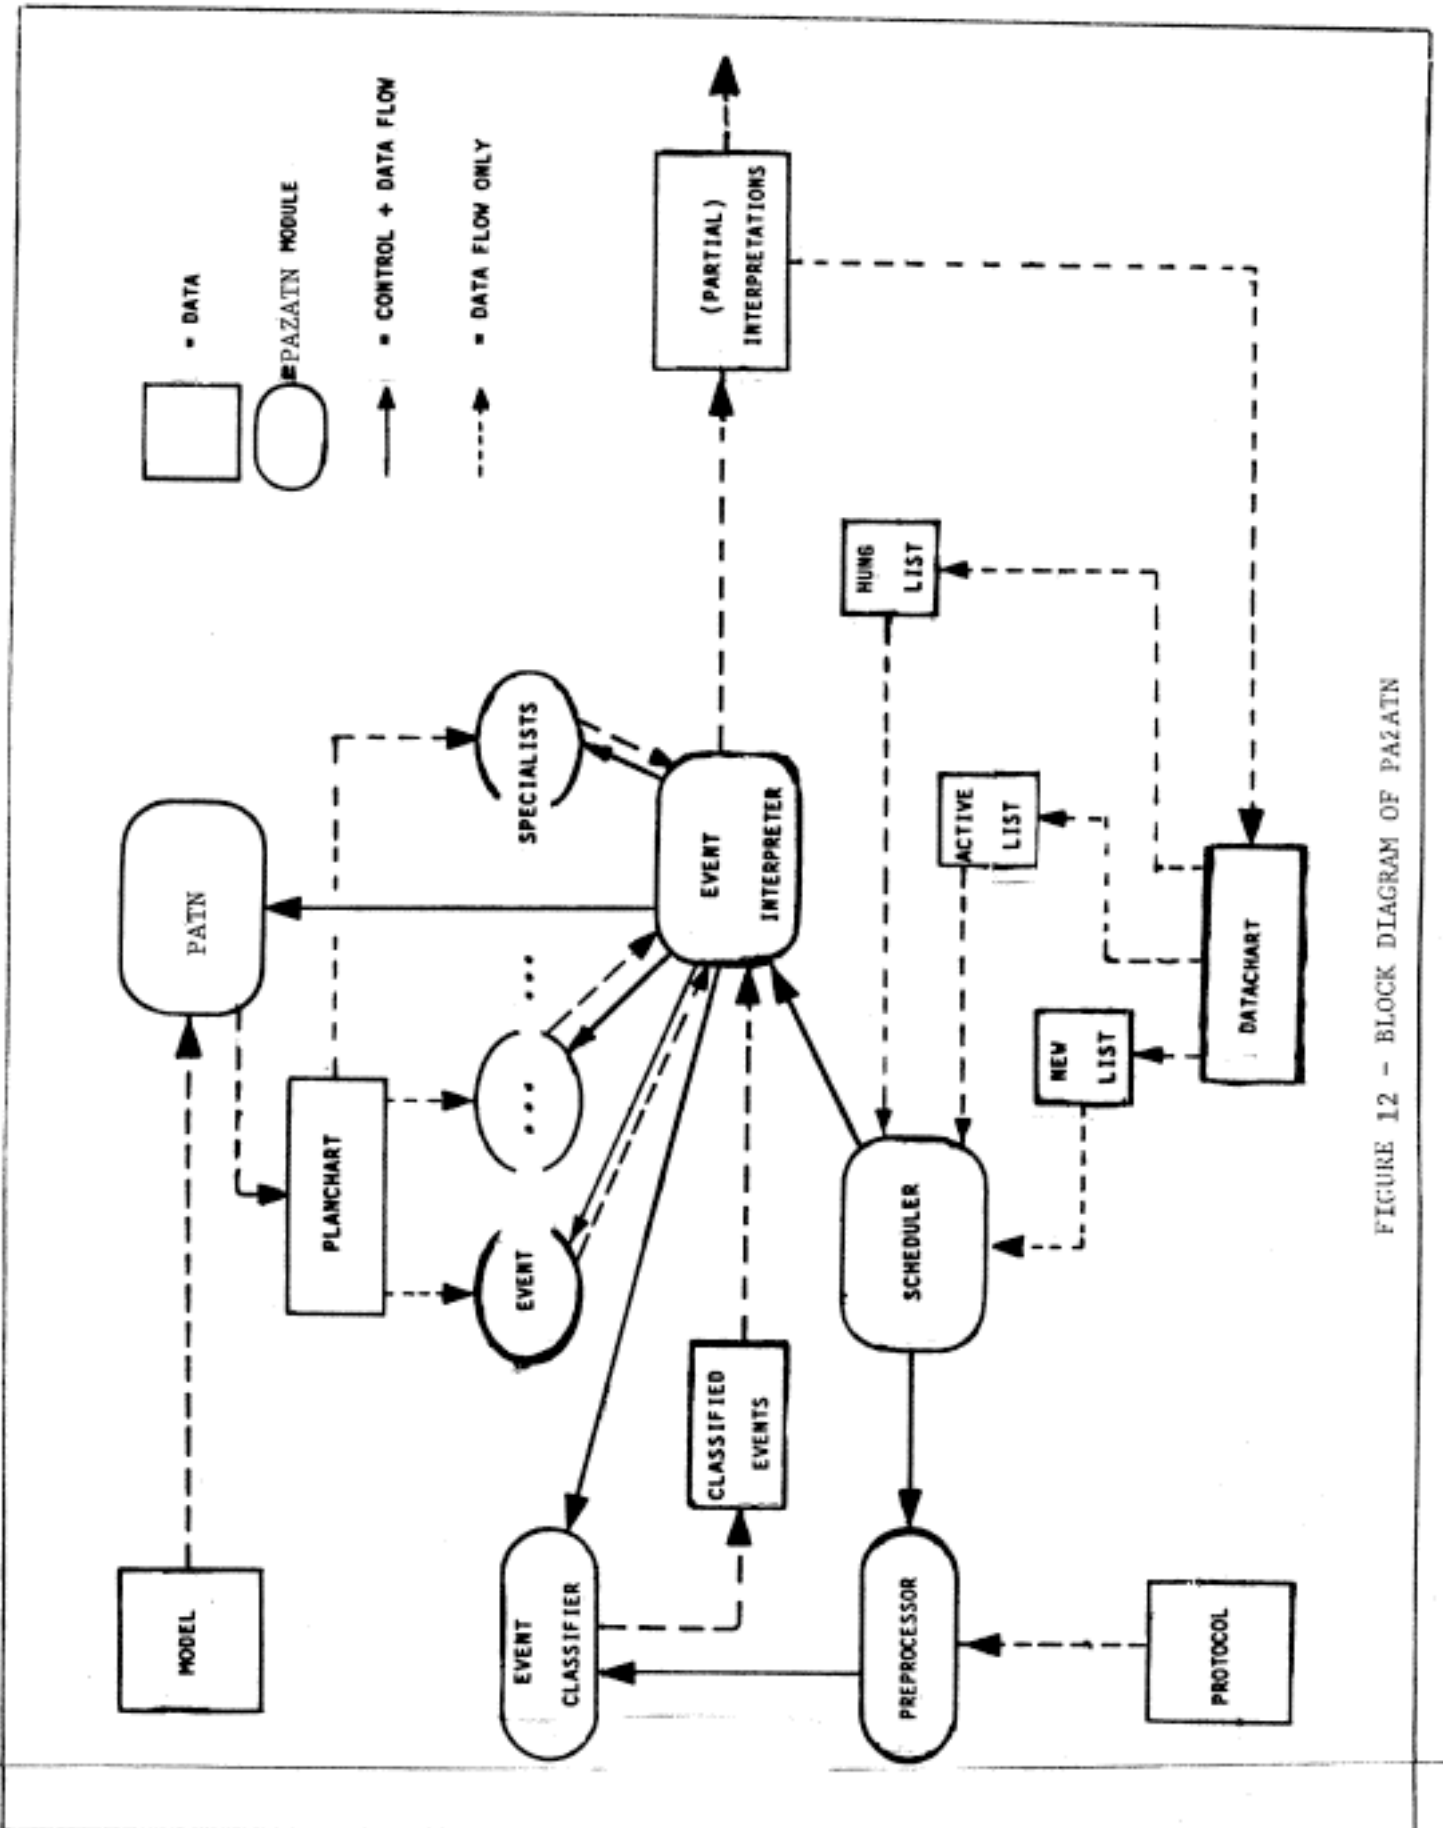 MODEL
PATN
= DATA
=PAZATN MODULE
= CONTROL + DATA FLOW
= DATA FLOW ONLY
PLANCHART
EVENT
...
...
SPECIALISTS
EVENT
CLASSIFIER
CLASSIFIED
EVENTS
EVENT
INTERPRETER
(PARTIAL)
INTERPRETATIONS
PREPROCESSOR
SCHEDULER
HUNG
LIST
ACTIVE
LIST
NEW
LIST
PROTOCOL
DATACHART
FIGURE 12 - BLOCK DIAGRAM OF PA2ATN